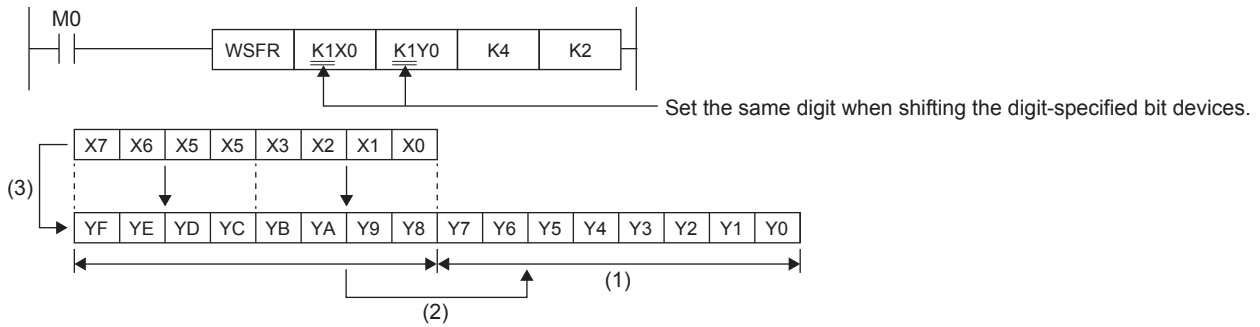 M0
WSFR K1X0 K1Y0 K4 K2
Set the same digit when shifting the digit-specified bit devices.
X7 X6 X5 X5 X3 X2 X1 X0
(3)
YF YE YD YC YB YA Y9 Y8 Y7 Y6 Y5 Y4 Y3 Y2 Y1 Y0
(1)
(2)